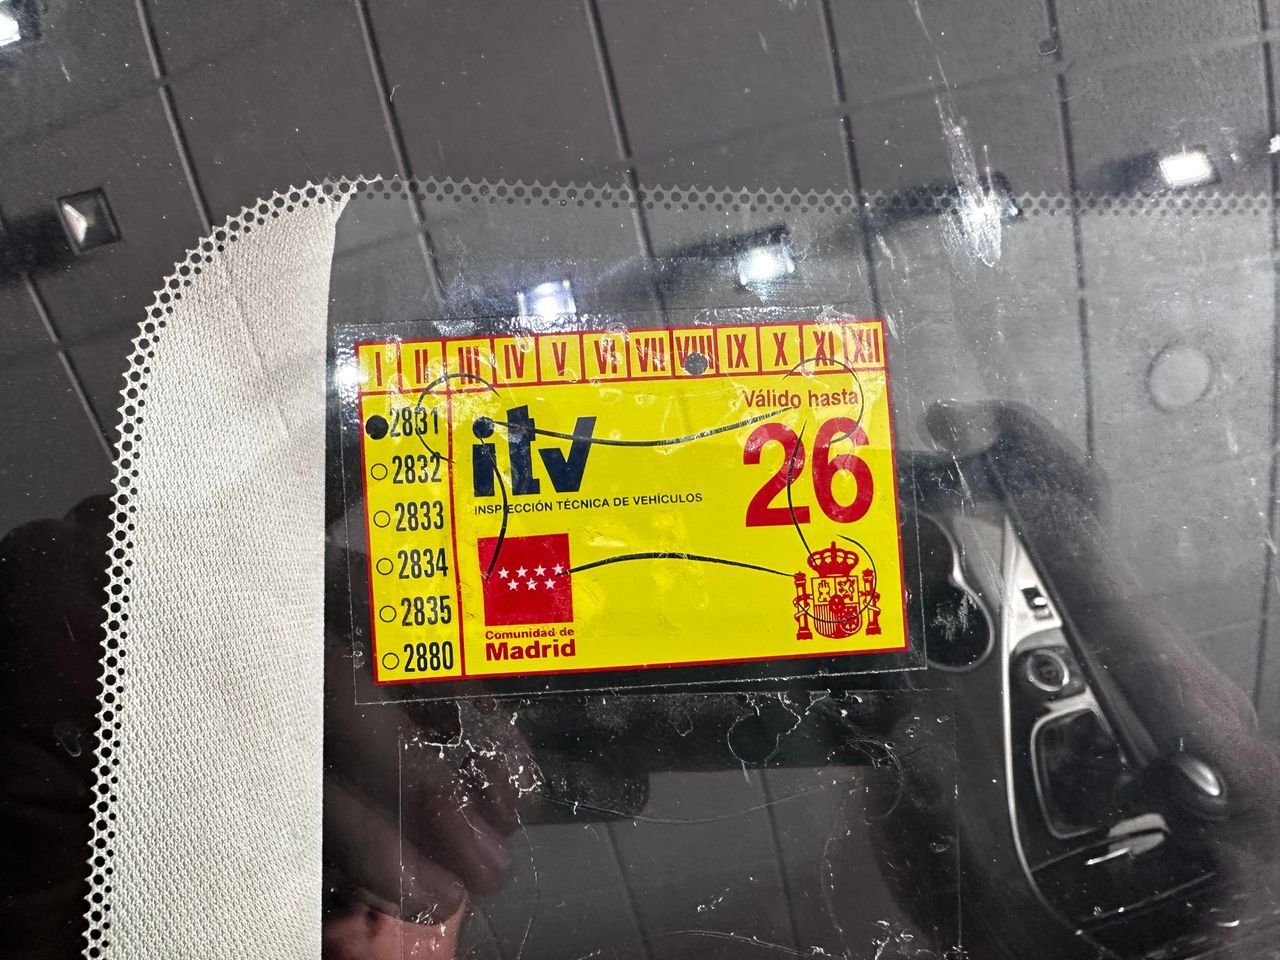 I II III IV V VI VII VIII IX X XI XII
2831
2832
2833
2834
2835
2880
itv
INSPECCIÓN TÉCNICA DE VEHÍCULOS
Válido hasta
26
Comunidad de
Madrid